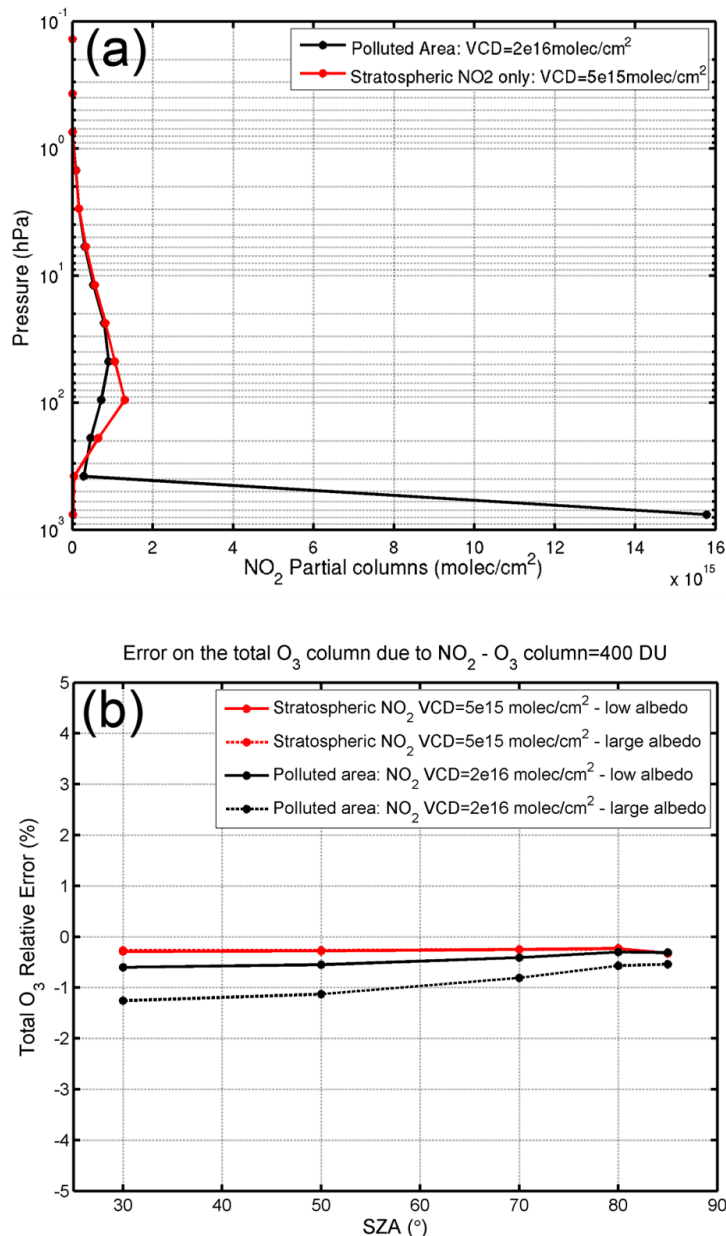 (a)
Polluted Area: VCD=2e16molec/cm²
Stratospheric NO2 only: VCD=5e15molec/cm²
10⁻¹
10⁰
10¹
10²
10³
Pressure (hPa)
0 2 4 6 8 10 12 14 16
x 10¹⁵
NO₂ Partial columns (molec/cm²)
Error on the total O₃ column due to NO₂ - O₃ column=400 DU
(b)
Stratospheric NO₂ VCD=5e15 molec/cm² - low albedo
Stratospheric NO₂ VCD=5e15 molec/cm² - large albedo
Polluted area: NO₂ VCD=2e16 molec/cm² - low albedo
Polluted area: NO₂ VCD=2e16 molec/cm² - large albedo
5
4
3
2
1
0
-1
-2
-3
-4
-5
Total O₃ Relative Error (%)
30 40 50 60 70 80 90
SZA (°)